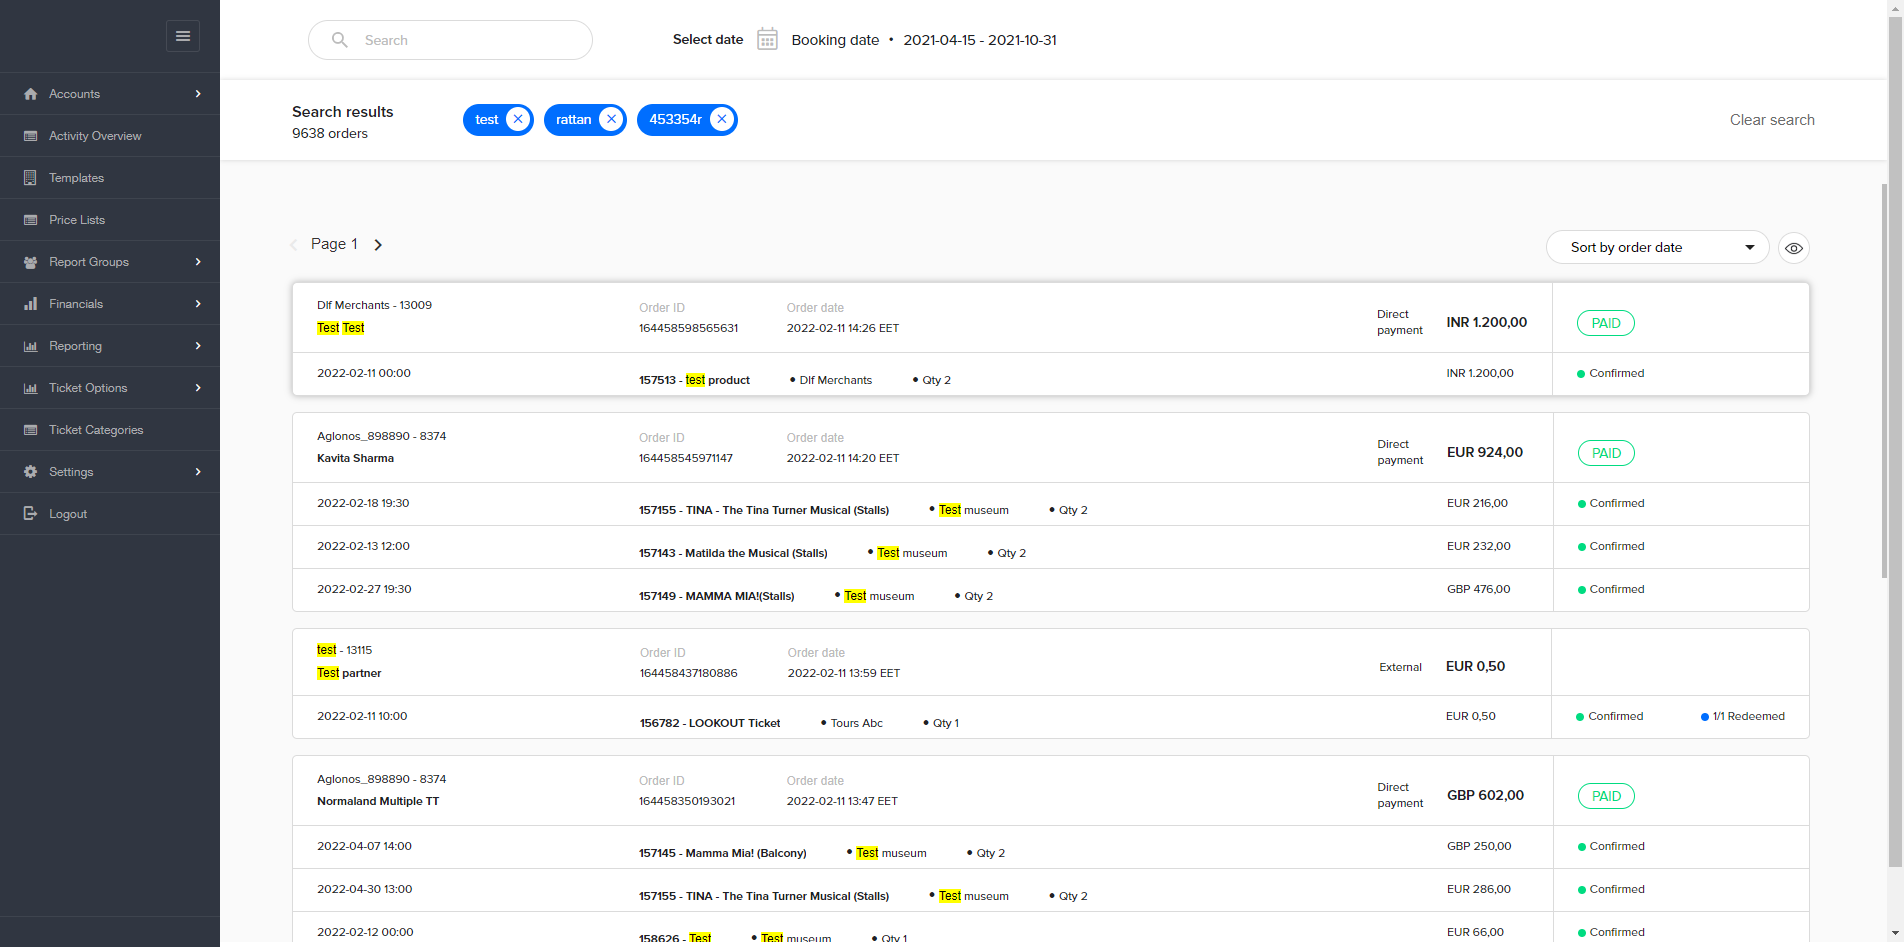 Search
Select date Booking date • 2021-04-15 - 2021-10-31
Accounts
Activity Overview
Templates
Price Lists
Report Groups
Financials
Reporting
Ticket Options
Ticket Categories
Settings
Logout
Search results
9638 orders
test rattan 453354r
Clear search
Page 1
Sort by order date
Dlf Merchants - 13009 Order ID Order date
Test Test 164458598565631 2022-02-11 14:26 EET
Direct payment INR 1.200,00 PAID
2022-02-11 00:00 157513 - test product • Dlf Merchants • Qty 2 INR 1.200,00 Confirmed
Aglonos_898890 - 8374 Order ID Order date
Kavita Sharma 164458545971147 2022-02-11 14:20 EET
Direct payment EUR 924,00 PAID
2022-02-18 19:30 157155 - TINA - The Tina Turner Musical (Stalls) • Test museum • Qty 2 EUR 216,00 Confirmed
2022-02-13 12:00 157143 - Matilda the Musical (Stalls) • Test museum • Qty 2 EUR 232,00 Confirmed
2022-02-27 19:30 157149 - MAMMA MIA!(Stalls) • Test museum • Qty 2 GBP 476,00 Confirmed
test - 13115 Order ID Order date
Test partner 164458437180886 2022-02-11 13:59 EET
External EUR 0,50
2022-02-11 10:00 156782 - LOOKOUT Ticket • Tours Abc • Qty 1 EUR 0,50 Confirmed 1/1 Redeemed
Aglonos_898890 - 8374 Order ID Order date
Normaland Multiple TT 164458350193021 2022-02-11 13:47 EET
Direct payment GBP 602,00 PAID
2022-04-07 14:00 157145 - Mamma Mia! (Balcony) • Test museum • Qty 2 GBP 250,00 Confirmed
2022-04-30 13:00 157155 - TINA - The Tina Turner Musical (Stalls) • Test museum • Qty 2 EUR 286,00 Confirmed
2022-02-12 00:00 158626 - Test • Test museum • Qty 1 EUR 66,00 Confirmed